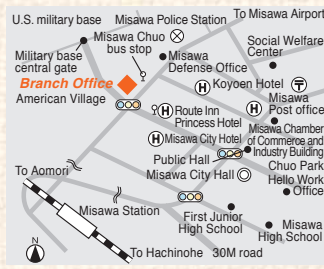 U.S. military base
Misawa Police Station
To Misawa Airport
Misawa Chuo
bus stop
Social Welfare
Center
Military base
central gate
Misawa
Defense Office
Koyoen Hotel
Branch Office
American Village
Misawa
Post office
Route Inn
Princess Hotel
Misawa City Hotel
Misawa Chamber
of Commerce and
Industry Building
Public Hall
Misawa City Hall
Chuo Park
Hello Work
Office
To Aomori
Misawa Station
First Junior
High School
Misawa
High School
To Hachinohe
30M road
N
H
H
H
H